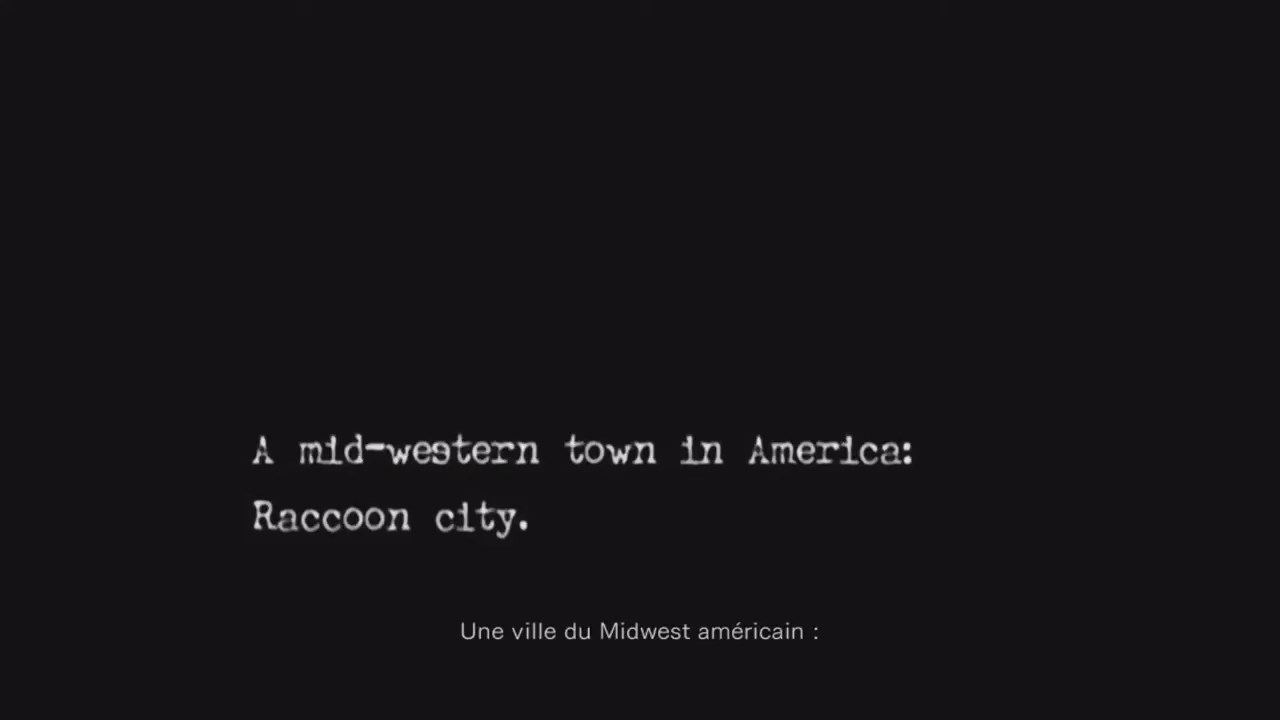 A mid-western town in America:
Raccoon city.
Une ville du Midwest américain :